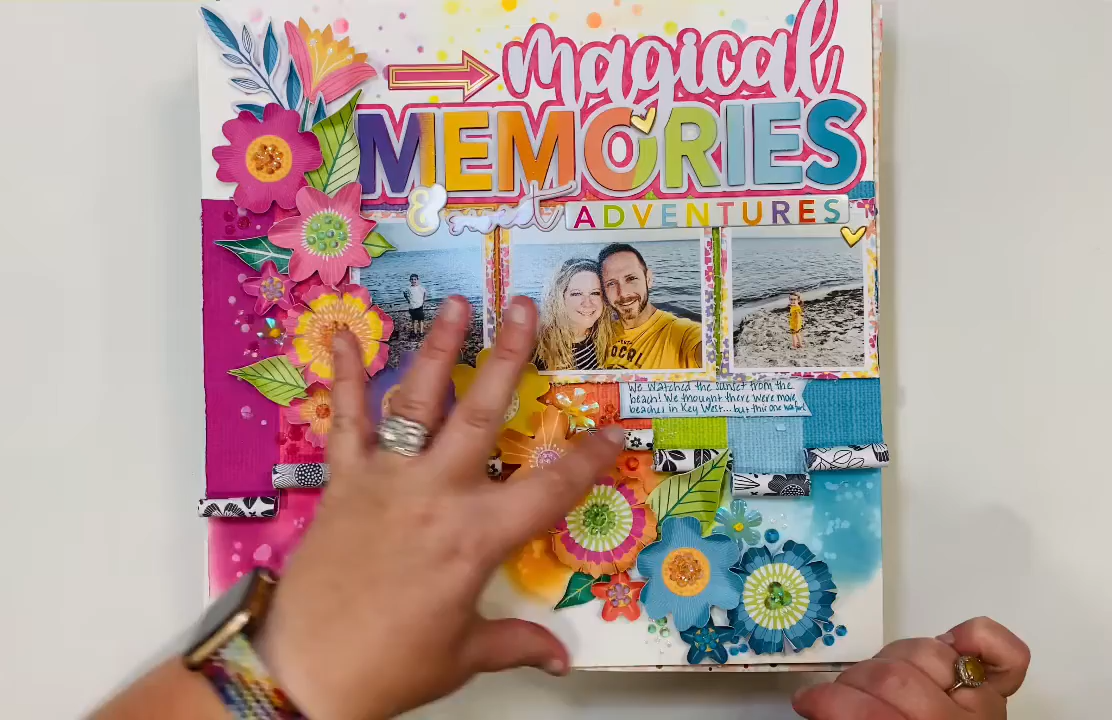 magical
MEMORIES
& sweet ADVENTURES
We watched the sunset from the
beach! We thought there were more
beaches in Key West...but this one was fun!